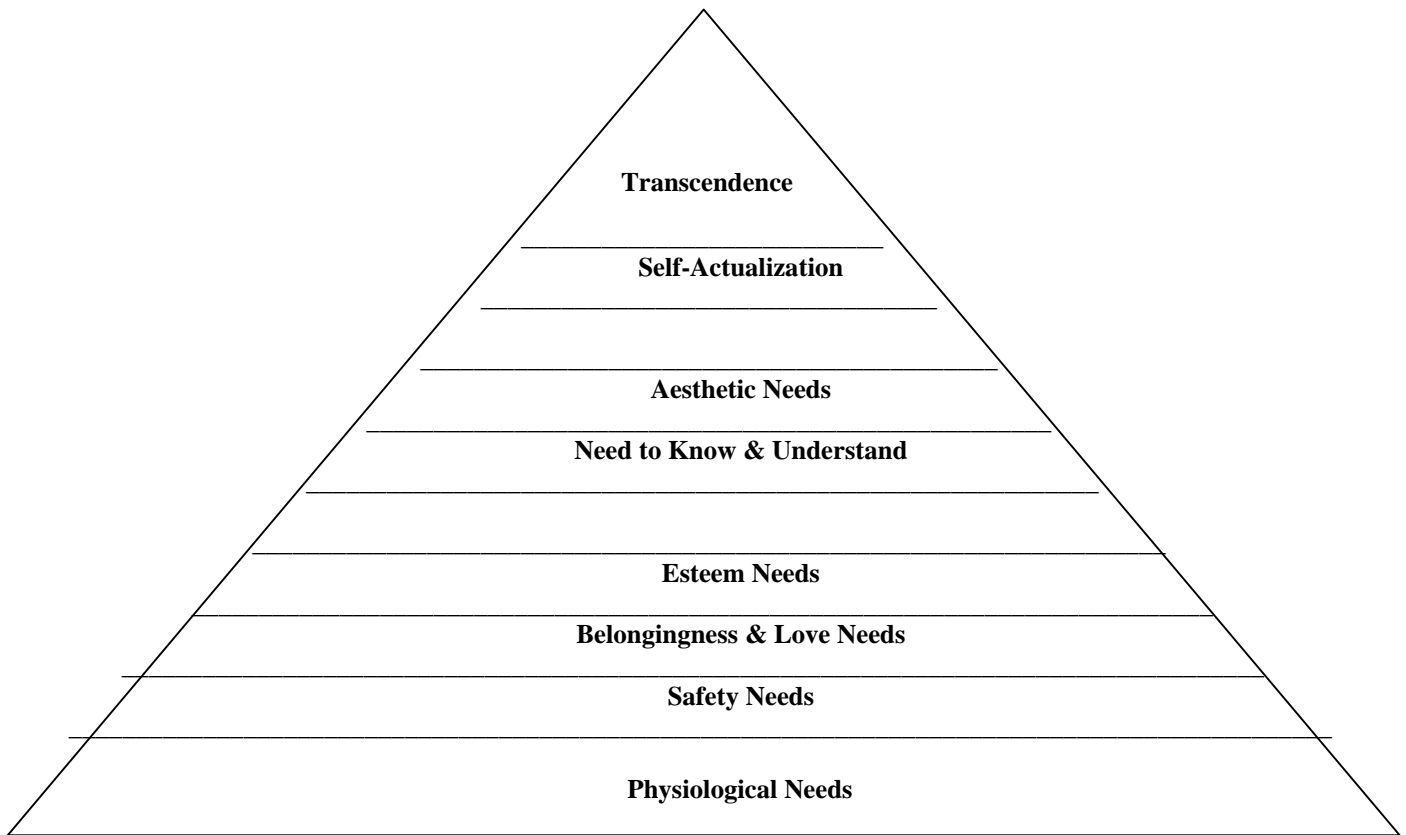 Transcendence
Self-Actualization
Aesthetic Needs
Need to Know & Understand
Esteem Needs
Belongingness & Love Needs
Safety Needs
Physiological Needs